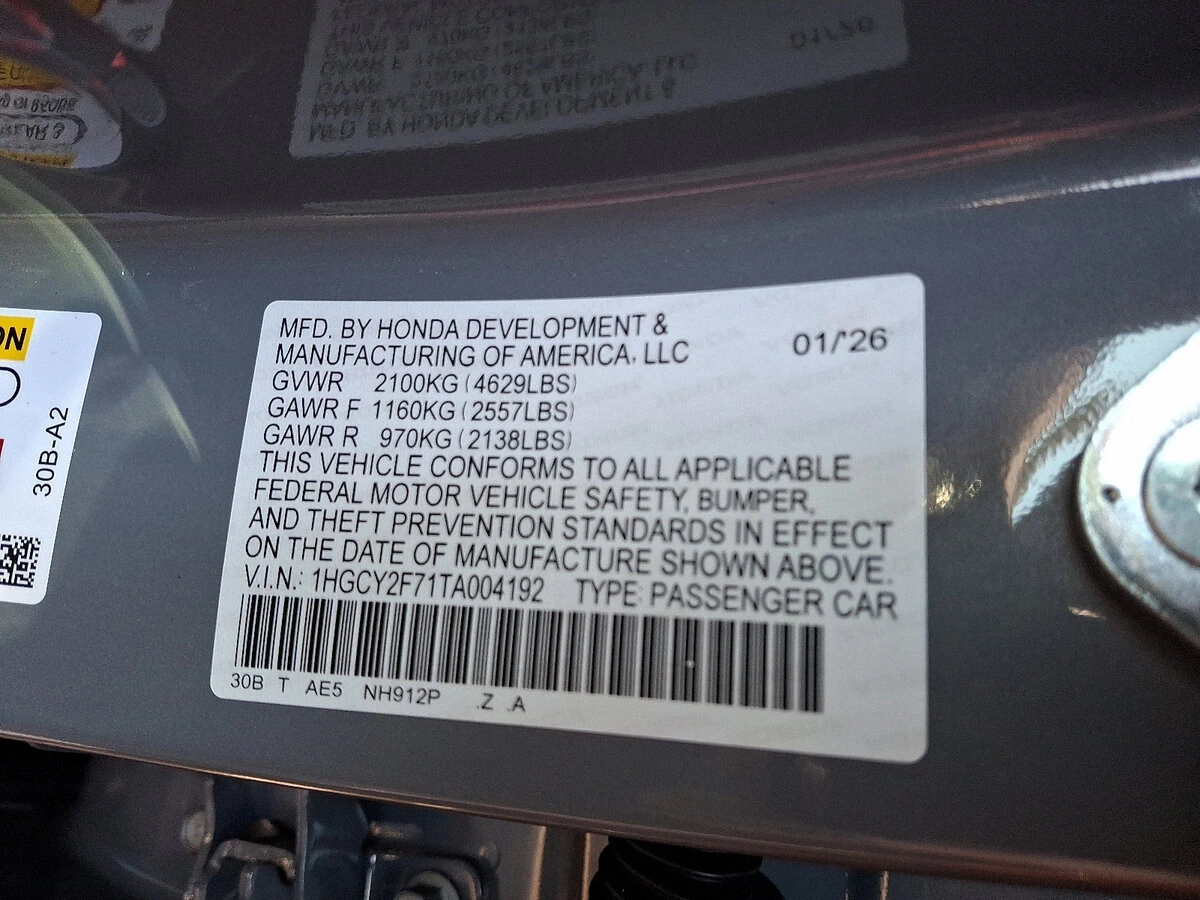 MFD. BY HONDA DEVELOPMENT &
MANUFACTURING OF AMERICA, LLC 01/'26
GVWR 2100KG (4629LBS)
GAWR F 1160KG (2557LBS)
GAWR R 970KG (2138LBS)
THIS VEHICLE CONFORMS TO ALL APPLICABLE
FEDERAL MOTOR VEHICLE SAFETY, BUMPER,
AND THEFT PREVENTION STANDARDS IN EFFECT
ON THE DATE OF MANUFACTURE SHOWN ABOVE.
V.I.N.: 1HGCY2F71TA004192 TYPE: PASSENGER CAR
30B T AE5 NH912P .Z .A
30B-A2